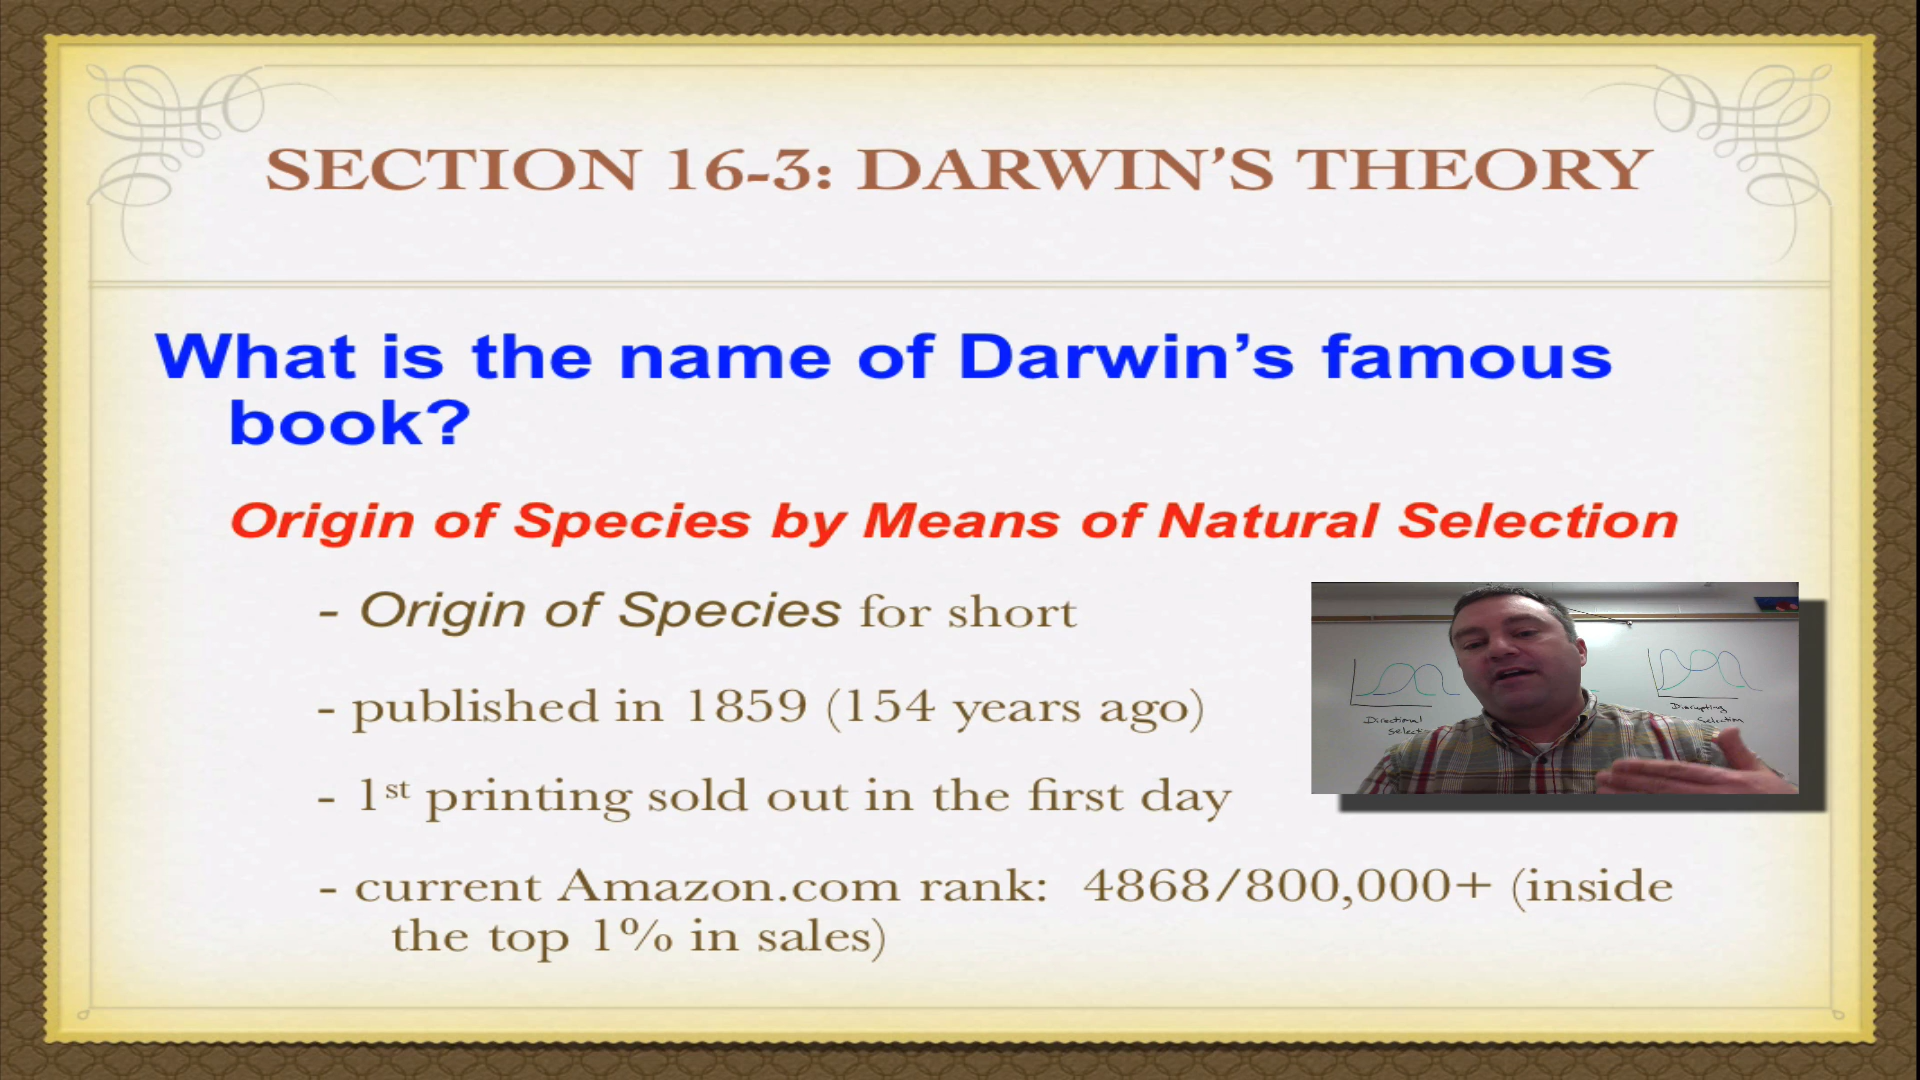 SECTION 16-3: DARWIN’S THEORY
What is the name of Darwin’s famous
book?
Origin of Species by Means of Natural Selection
- Origin of Species for short
- published in 1859 (154 years ago)
- 1st printing sold out in the first day
- current Amazon.com rank: 4868/800,000+ (inside
the top 1% in sales)
Directional
Selecti
Disrupting
Selection